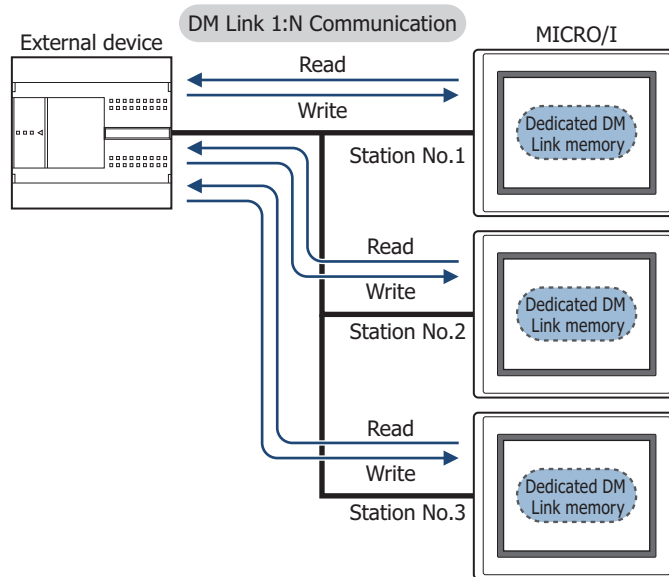 DM Link 1:N Communication
External device
MICRO/I
Read
Write
Dedicated DM
Link memory
Station No.1
Read
Write
Dedicated DM
Link memory
Station No.2
Read
Write
Dedicated DM
Link memory
Station No.3